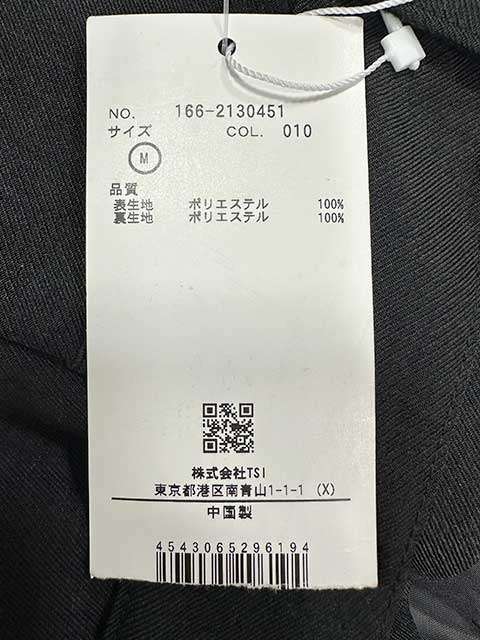 NO. 166-2130451
サイズ COL. 010
M
品質
表生地 ポリエステル 100%
裏生地 ポリエステル 100%
株式会社TSI
東京都港区南青山1-1-1 (X)
中国製
4543065296194